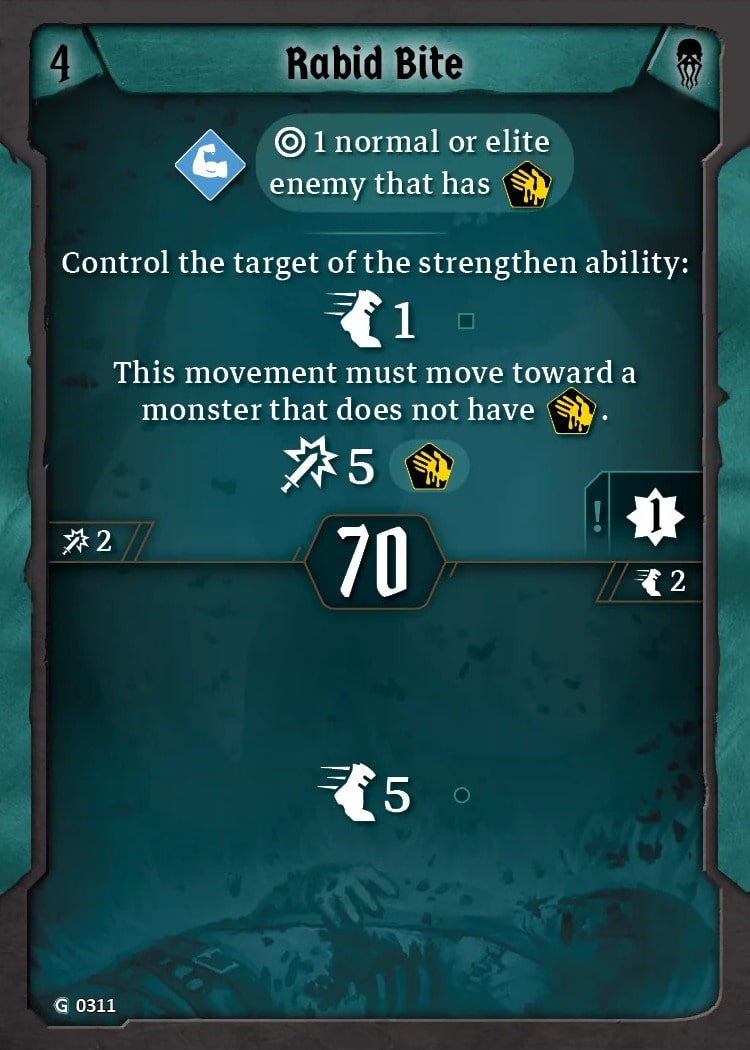 4
Rabid Bite
1 normal or elite
enemy that has
Control the target of the strengthen ability:
1
This movement must move toward a
monster that does not have .
5
!
1
2
70
2
5
G 0311